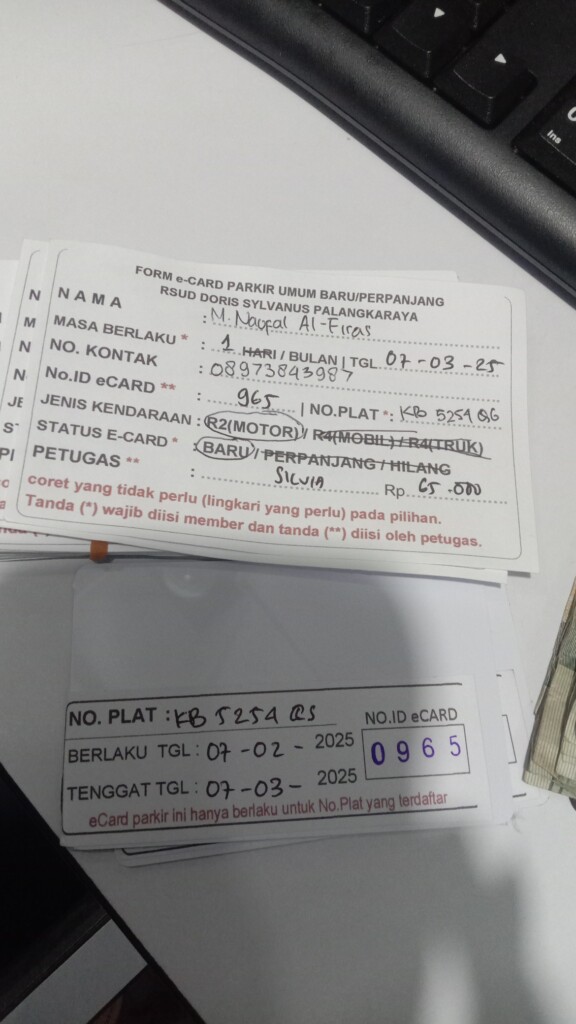 FORM e-CARD PARKIR UMUM BARU/PERPANJANG
RSUD DORIS SYLVANUS PALANGKARAYA
NAMA : M. Naufal Al-Firas
MASA BERLAKU * : 1 HARI / BULAN | TGL 07-03-25
NO. KONTAK : 08973843987
No.ID eCARD ** : 965 | NO.PLAT *: KB 5254 QG
JENIS KENDARAAN : R2(MOTOR) / R4(MOBIL) / R4(TRUK)
STATUS E-CARD * : BARU / PERPANJANG / HILANG
PETUGAS ** : SILVIA Rp 65.000
coret yang tidak perlu (lingkari yang perlu) pada pilihan.
Tanda (*) wajib diisi member dan tanda (**) diisi oleh petugas.
NO. PLAT : KB 5254 QS
NO.ID eCARD
BERLAKU TGL : 07-02-2025
0965
TENGGAT TGL : 07-03-2025
eCard parkir ini hanya berlaku untuk No.Plat yang terdaftar
Ins